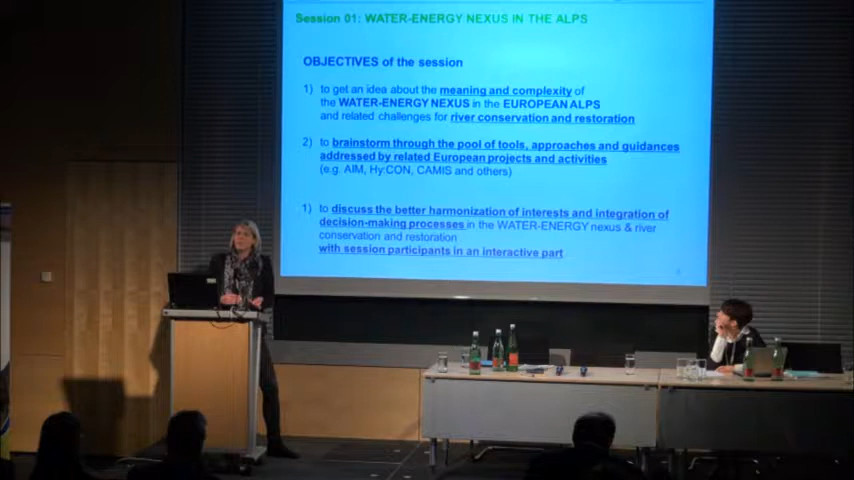 Session 01: WATER-ENERGY NEXUS IN THE ALPS
OBJECTIVES of the session
1) to get an idea about the meaning and complexity of
the WATER-ENERGY NEXUS in the EUROPEAN ALPS
and related challenges for river conservation and restoration
2) to brainstorm through the pool of tools, approaches and guidances
addressed by related European projects and activities
(e.g. AIM, Hy:CON, CAMIS and others)
1) to discuss the better harmonization of interests and integration of
decision-making processes in the WATER-ENERGY nexus & river
conservation and restoration
with session participants in an interactive part